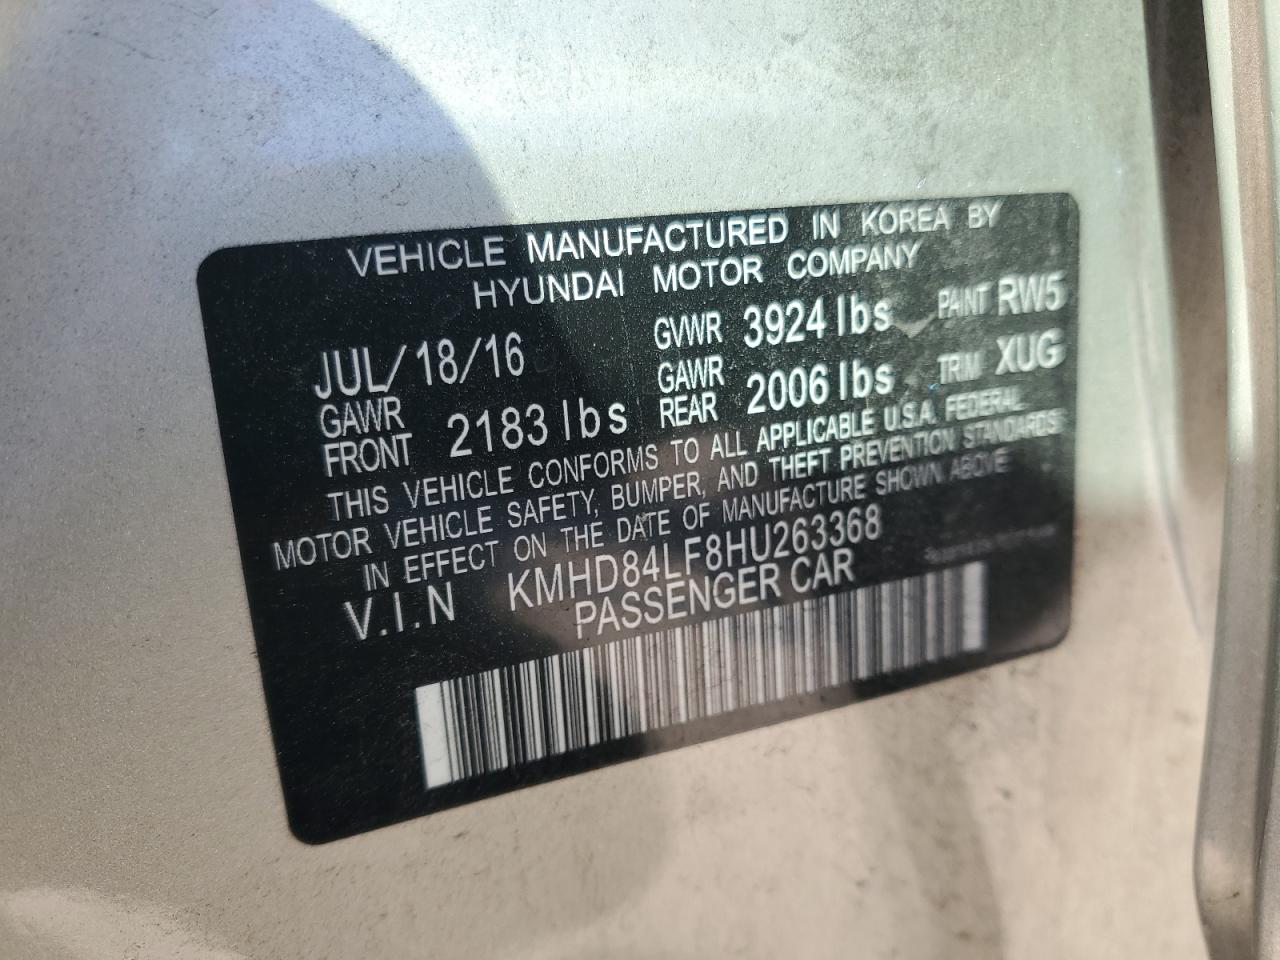 VEHICLE MANUFACTURED IN KOREA BY
HYUNDAI MOTOR COMPANY
JUL/18/16 GVWR 3924 lbs PAINT RW5
GAWR FRONT 2183 lbs GAWR REAR 2006 lbs TRIM XUG
THIS VEHICLE CONFORMS TO ALL APPLICABLE U.S.A. FEDERAL
MOTOR VEHICLE SAFETY, BUMPER, AND THEFT PREVENTION STANDARDS
IN EFFECT ON THE DATE OF MANUFACTURE SHOWN ABOVE
V.I.N KMHD84LF8HU263368
PASSENGER CAR